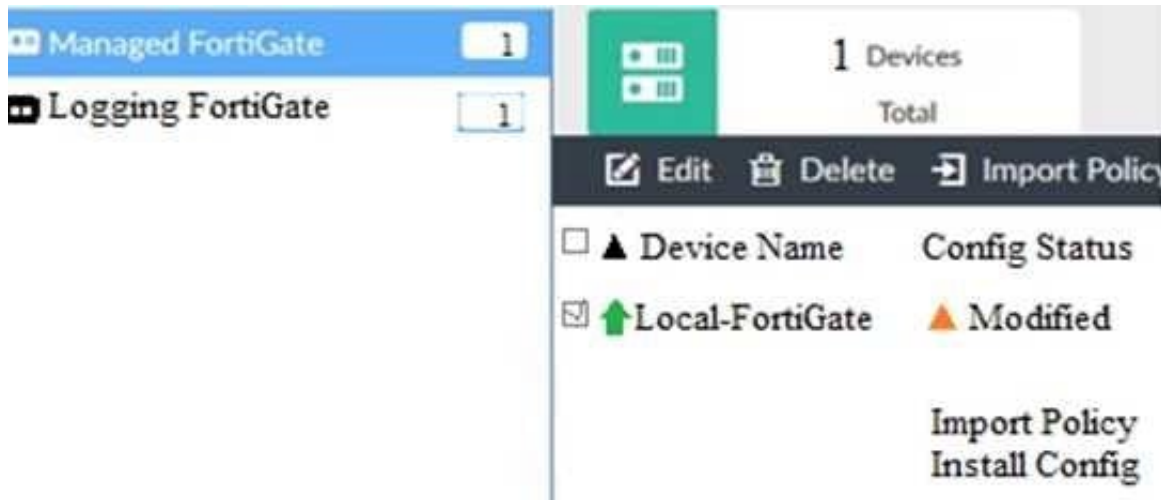 Managed FortiGate 1
Logging FortiGate 1
1 Devices
Total
Edit Delete Import Policy
Device Name Config Status
Local-FortiGate Modified
Import Policy
Install Config